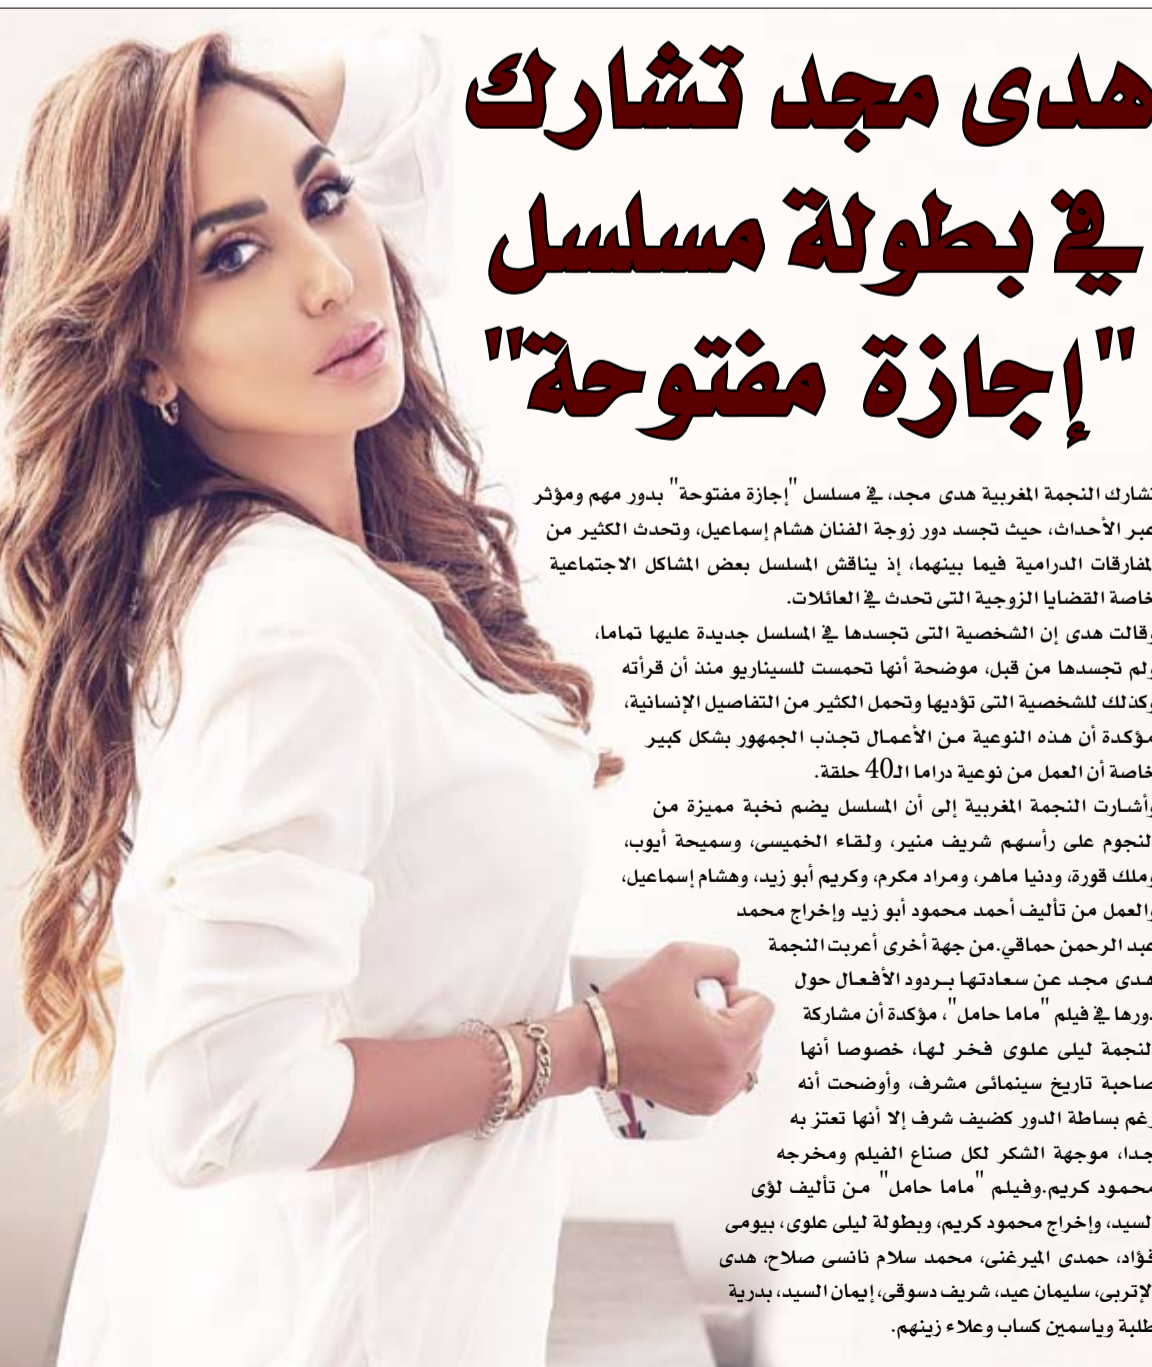 هدى مجد تشارك
في بطولة مسلسل
"إجازة مفتوحة"
تشارك النجمة المغربية هدى مجد، في مسلسل "إجازة مفتوحة" بدور مهم ومؤثر
عبر الأحداث، حيث تجسد دور زوجة الفنان هشام إسماعيل، وتحدث الكثير من
المفارقات الدرامية فيما بينهما، إذ يناقش المسلسل بعض المشاكل الاجتماعية
خاصة القضايا الزوجية التى تحدث في العائلات.
وقالت هدى إن الشخصية التى تجسدها في المسلسل جديدة عليها تماما،
ولم تجسدها من قبل، موضحة أنها تحمست للسيناريو منذ أن قرأته
وكذلك للشخصية التى تؤديها وتحمل الكثير من التفاصيل الإنسانية،
مؤكدة أن هذه النوعية من الأعمال تجذب الجمهور بشكل كبير
خاصة أن العمل من نوعية دراما الـ40 حلقة.
وأشارت النجمة المغربية إلى أن المسلسل يضم نخبة مميزة من
النجوم على رأسهم شريف منير، ولقاء الخميسى، وسميحة أيوب،
وملك قورة، ودنيا ماهر، ومراد مكرم، وكريم أبو زيد، وهشام إسماعيل،
والعمل من تأليف أحمد محمود أبو زيد وإخراج محمد
عبد الرحمن حماقي.من جهة أخرى أعربت النجمة
هدى مجد عن سعادتها بردود الأفعال حول
دورها في فيلم "ماما حامل"، مؤكدة أن مشاركة
النجمة ليلى علوى فخر لها، خصوصا أنها
صاحبة تاريخ سينمائى مشرف، وأوضحت أنه
رغم بساطة الدور كضيف شرف إلا أنها تعتز به
جدا، موجهة الشكر لكل صناع الفيلم ومخرجه
محمود كريم.وفيلم "ماما حامل" من تأليف لؤى
السيد، وإخراج محمود كريم، وبطولة ليلى علوى، بيومى
فؤاد، حمدى الميرغنى، محمد سلام نانسى صلاح، هدى
الإتربى، سليمان عيد، شريف دسوقى، إيمان السيد، بدرية
طلبة وياسمين كساب وعلاء زينهم.